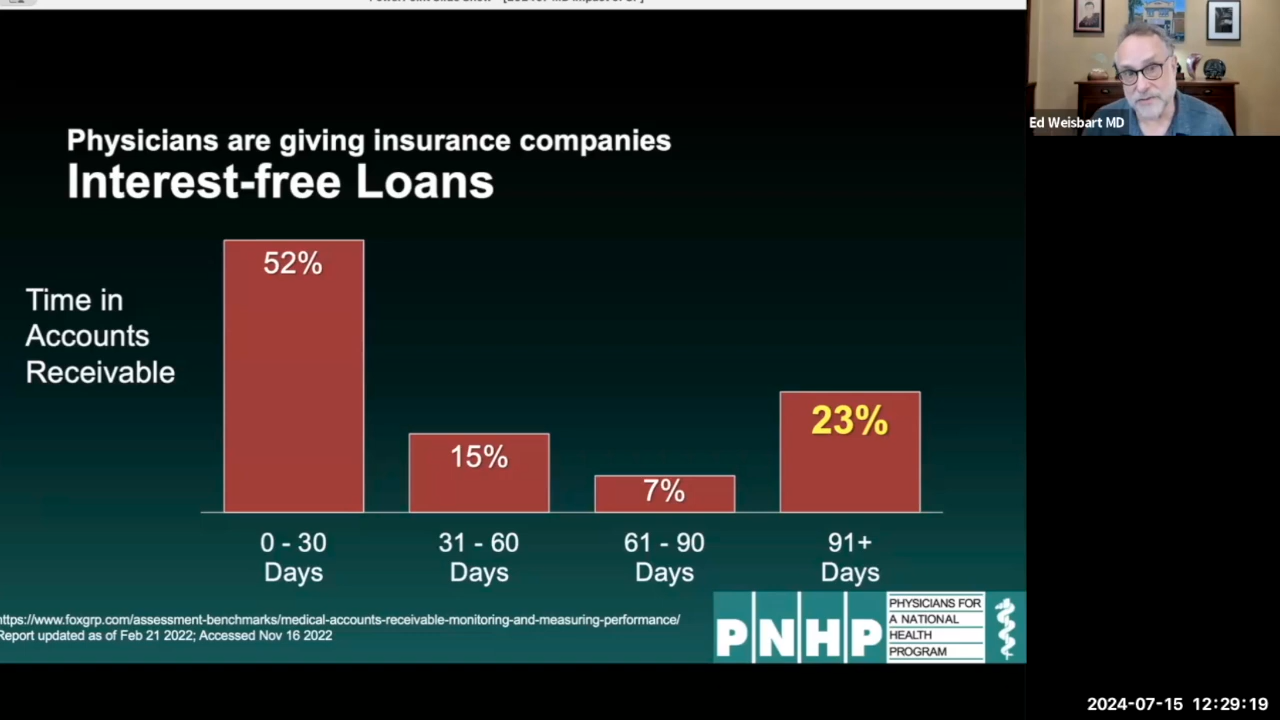 Physicians are giving insurance companies
Interest-free Loans
Time in
Accounts
Receivable
52%
15%
7%
23%
0 - 30
Days
31 - 60
Days
61 - 90
Days
91+
Days
https://www.foxgrp.com/assessment-benchmarks/medical-accounts-receivable-monitoring-and-measuring-performance/
Report updated as of Feb 21 2022; Accessed Nov 16 2022
PNHP
PHYSICIANS FOR
A NATIONAL
HEALTH
PROGRAM
Ed Weisbart MD
2024-07-15 12:29:19